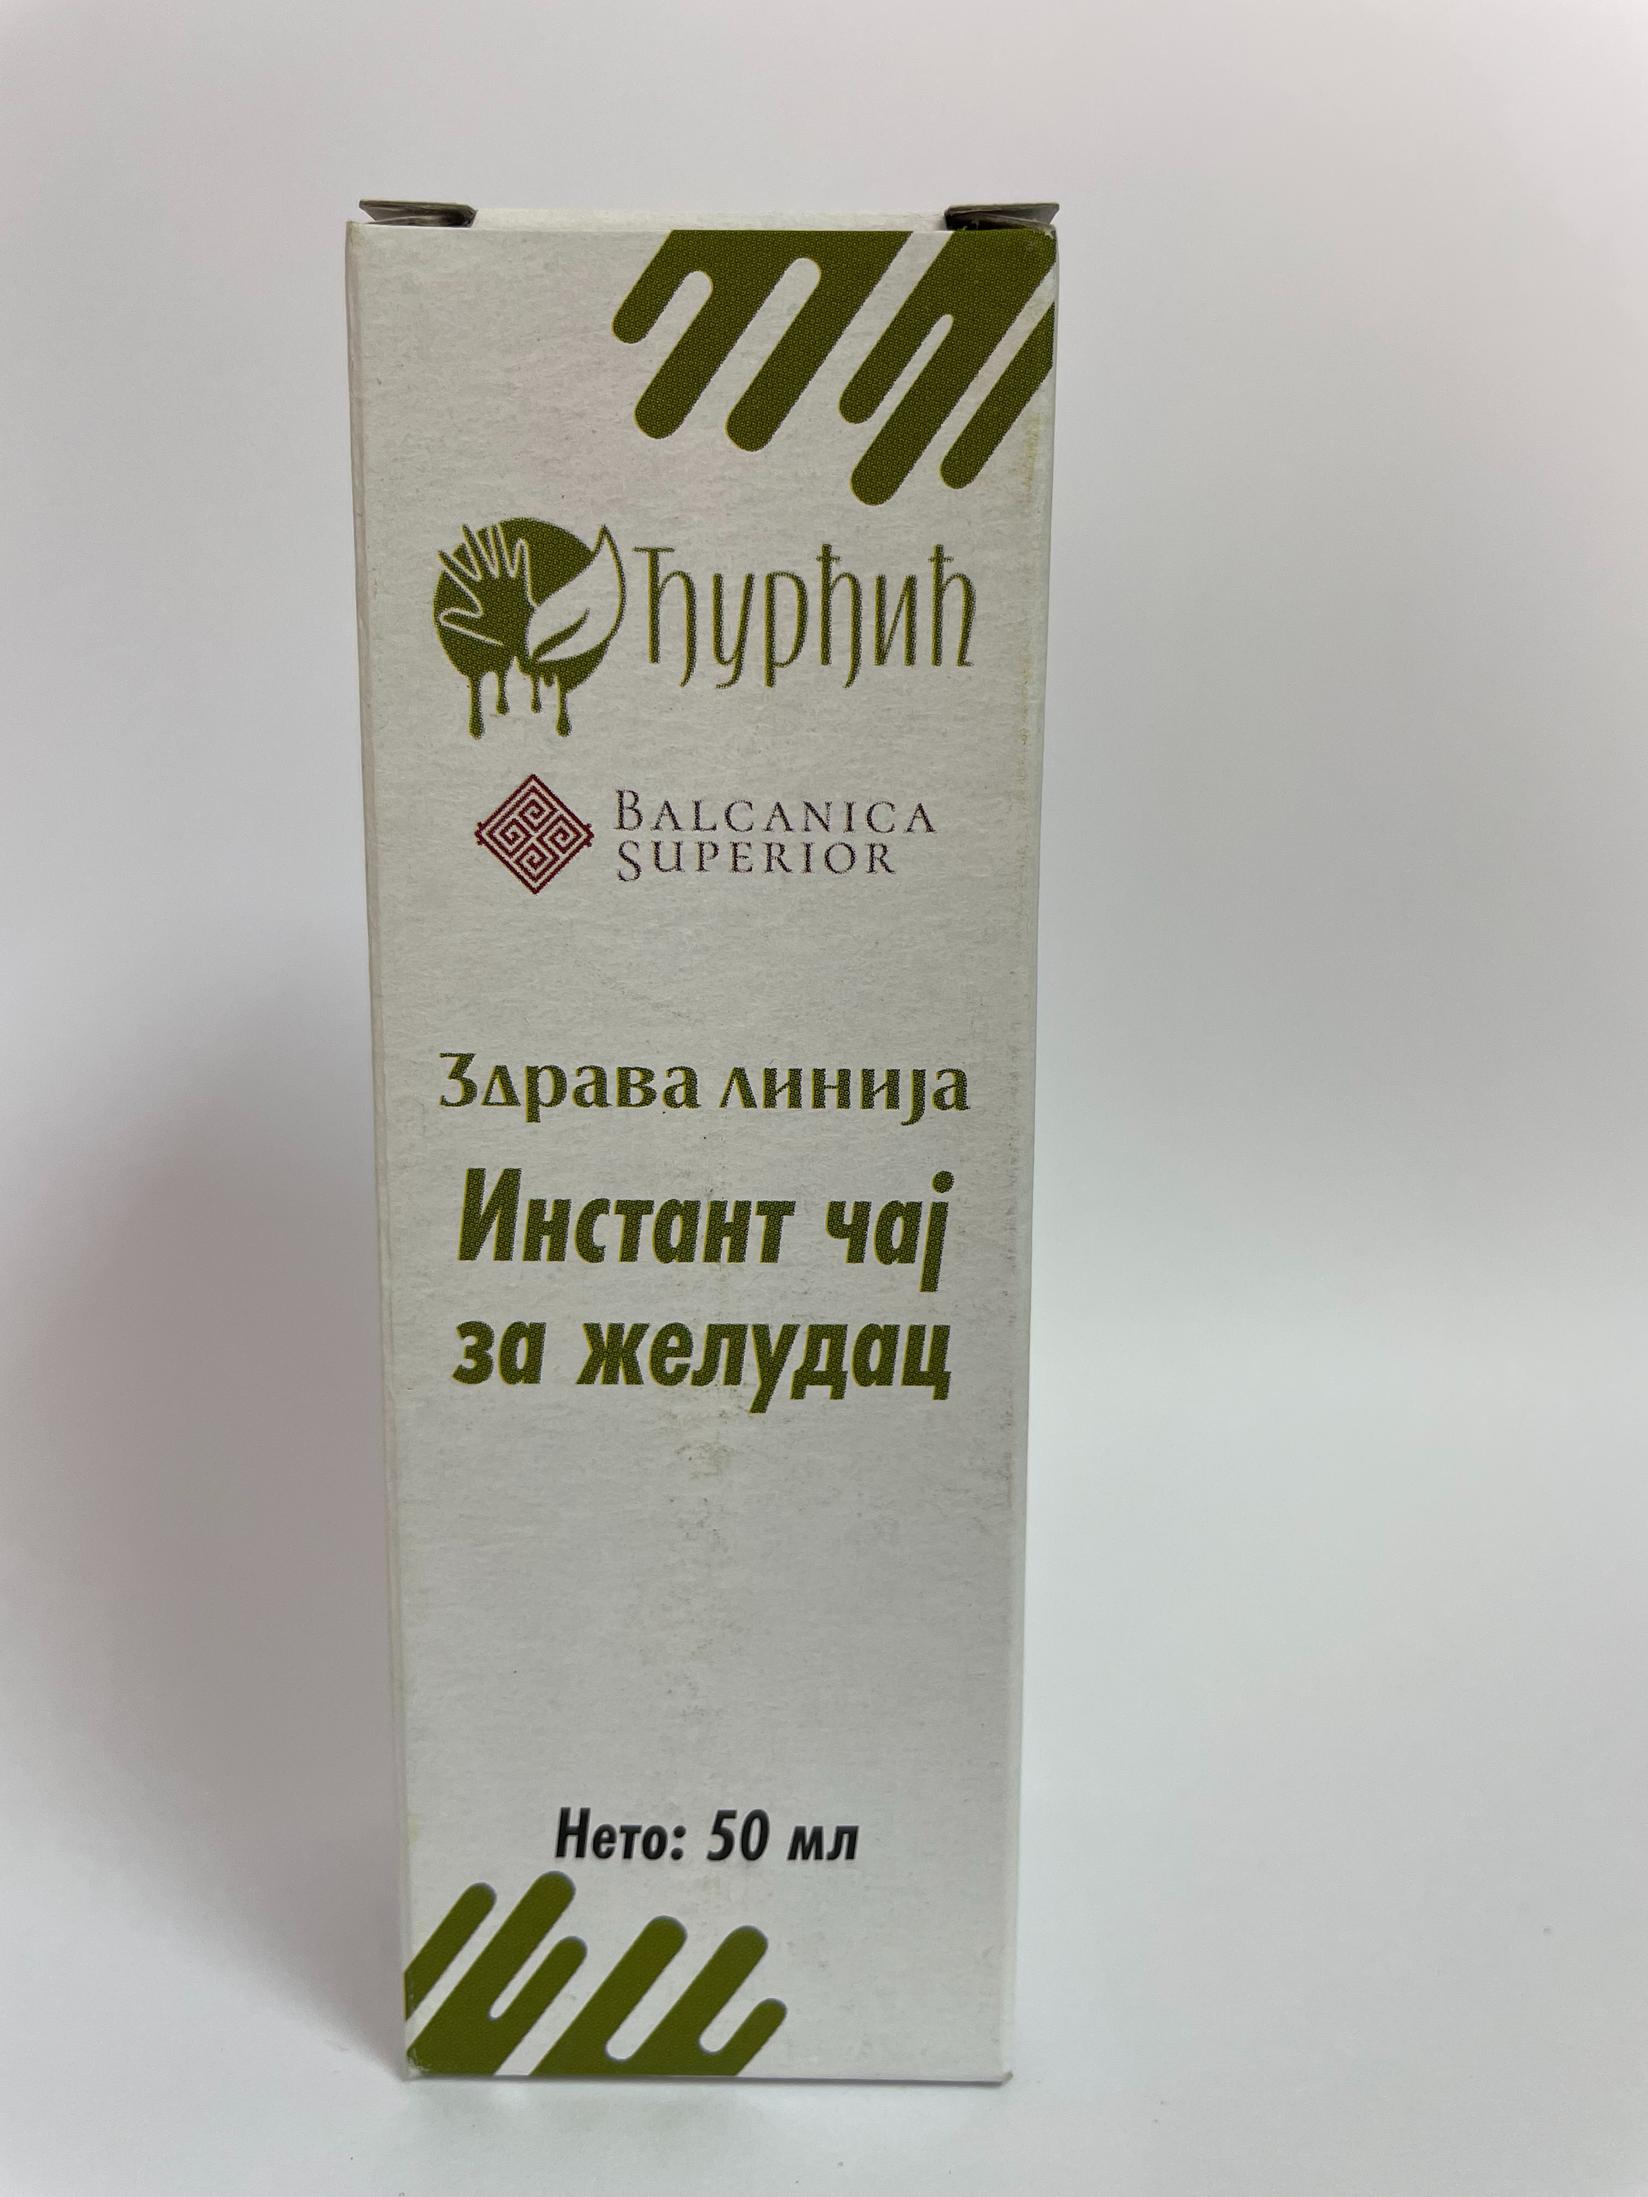 Ђурђић
BALCANICA
SUPERIOR
Здрава линија
Инстант чај
за желудац
Нето: 50 мл